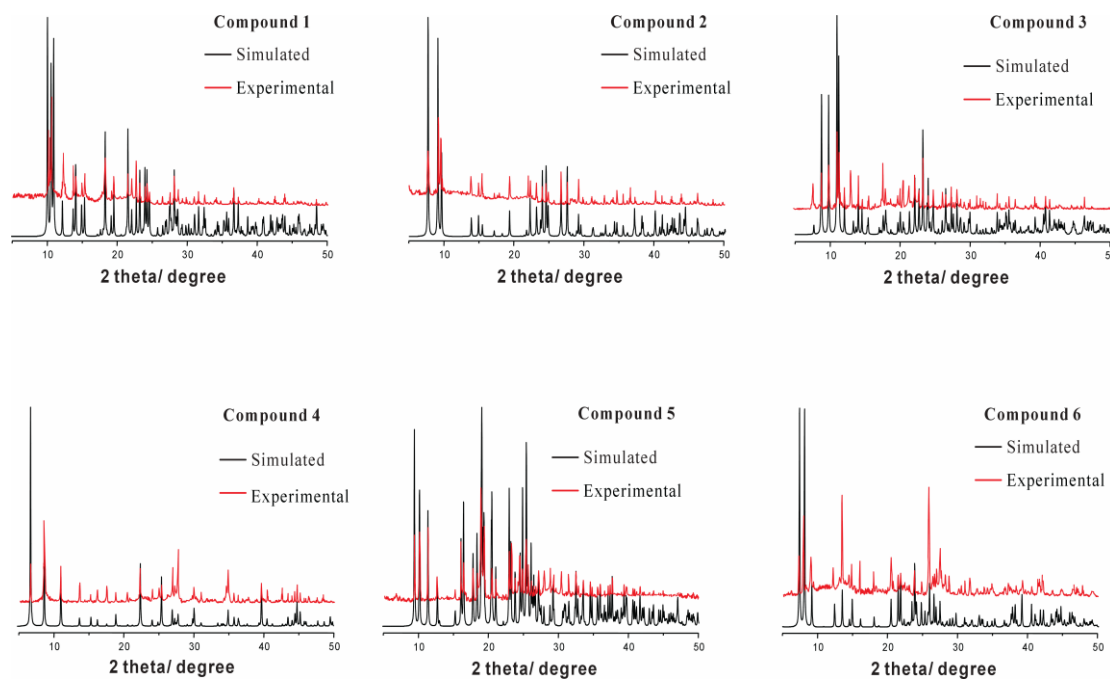 Compound 1
Simulated
Experimental
10 20 30 40 50
2 theta/ degree
Compound 2
Simulated
Experimental
10 20 30 40 50
2 theta/ degree
Compound 3
Simulated
Experimental
10 20 30 40 50
2 theta/ degree
Compound 4
Simulated
Experimental
10 20 30 40 50
2 theta/ degree
Compound 5
Simulated
Experimental
10 20 30 40 50
2 theta/ degree
Compound 6
Simulated
Experimental
10 20 30 40 50
2 theta/ degree